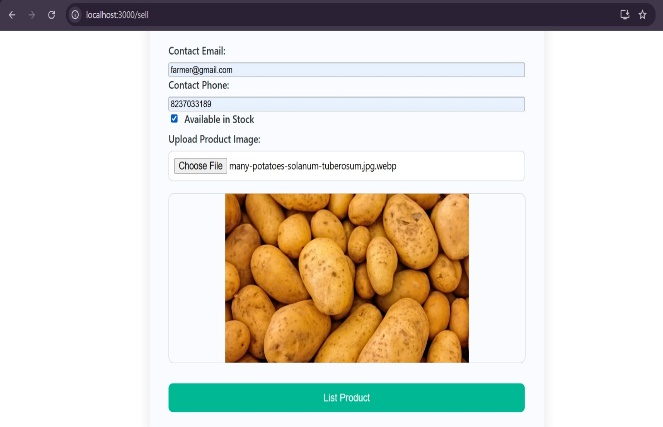 localhost:3000/sell
Contact Email:
farmer@gmail.com
Contact Phone:
8237033189
Available in Stock
Upload Product Image:
Choose File many-potatoes-solanum-tuberosum.jpg.webp
List Product